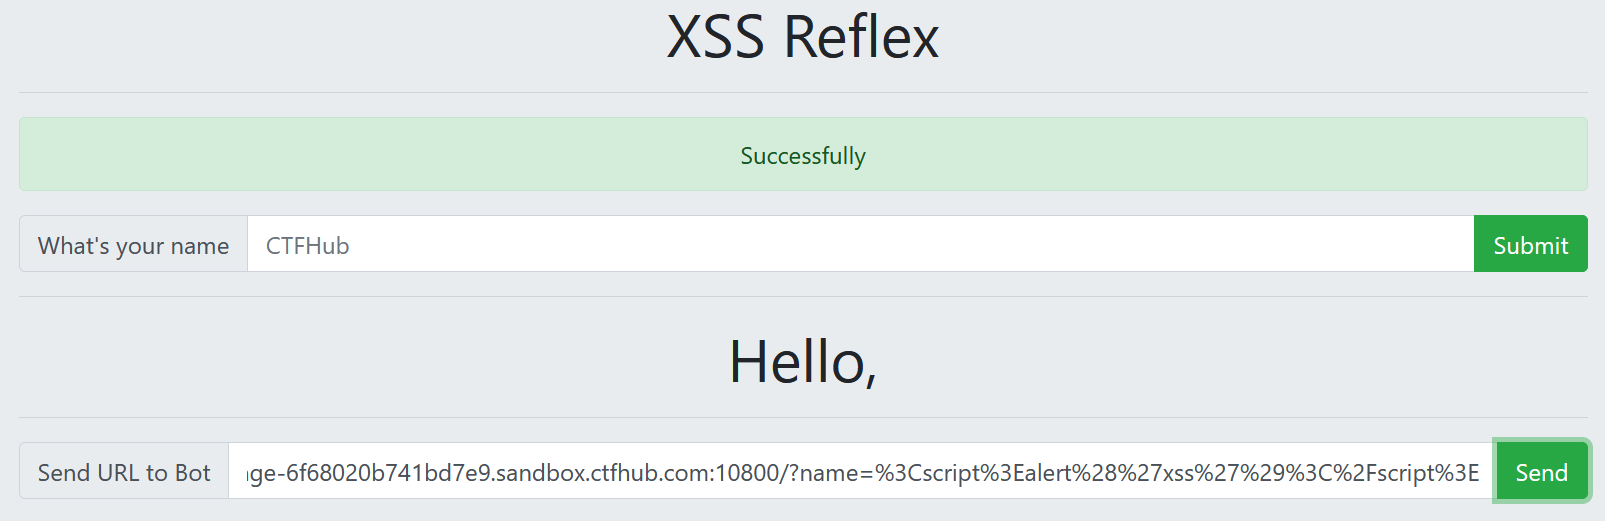 XSS Reflex
Successfully
What's your name CTFHub Submit
Hello,
Send URL to Bot ge-6f68020b741bd7e9.sandbox.ctfhub.com:10800/?name=%3Cscript%3Ealert%28%27xss%27%29%3C%2Fscript%3E Send